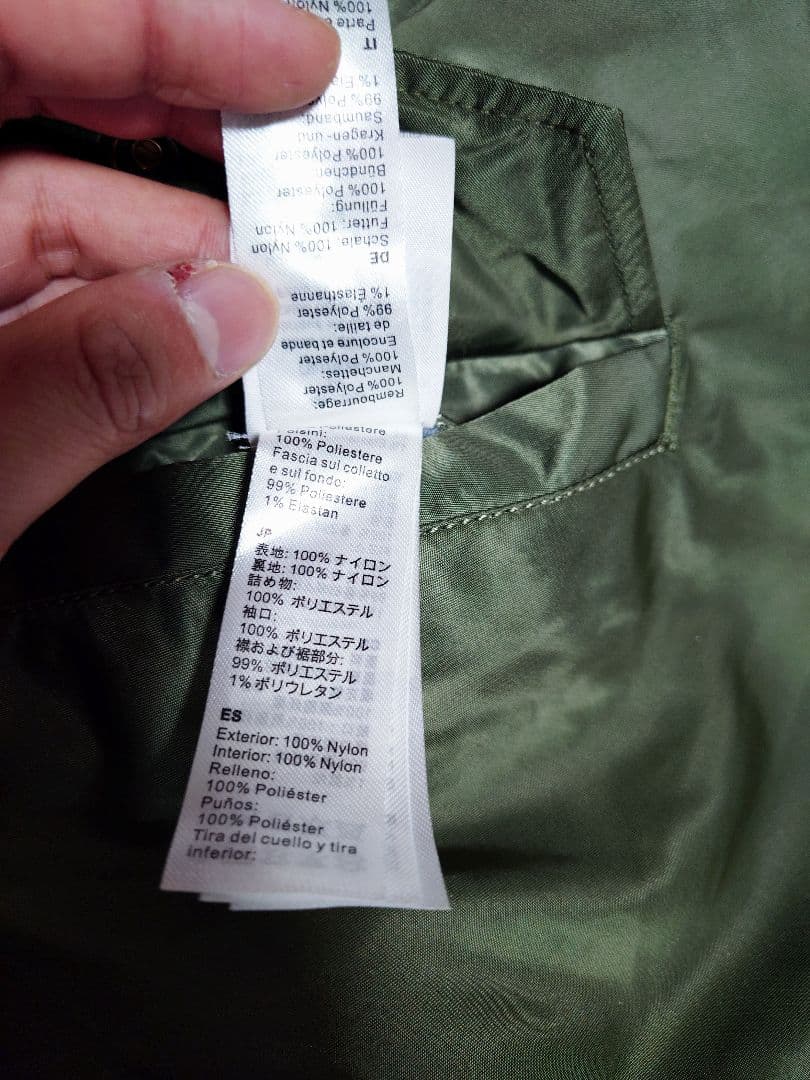 Rembourrage:
100% Polyester
Manchettes:
100% Polyester
Encolure et bande
de taille:
99% Polyester
1% Élasthanne
DE
Schale: 100% Nylon
Futter: 100% Nylon
Füllung:
100% Polyester
Bündchen:
100% Polyester
Kragen- und
Saumband:
99% Polyester
1%
IT
Parte
100% Nylon
100% Poliestere
Fascia sul colletto
e sul fondo:
99% Poliestere
1% Elastan
JP
表地: 100% ナイロン
裏地: 100% ナイロン
詰め物:
100% ポリエステル
袖口:
100% ポリエステル
襟および裾部分:
99% ポリエステル
1% ポリウレタン
ES
Exterior: 100% Nylon
Interior: 100% Nylon
Relleno:
100% Poliéster
Puños:
100% Poliéster
Tira del cuello y tira
inferior: